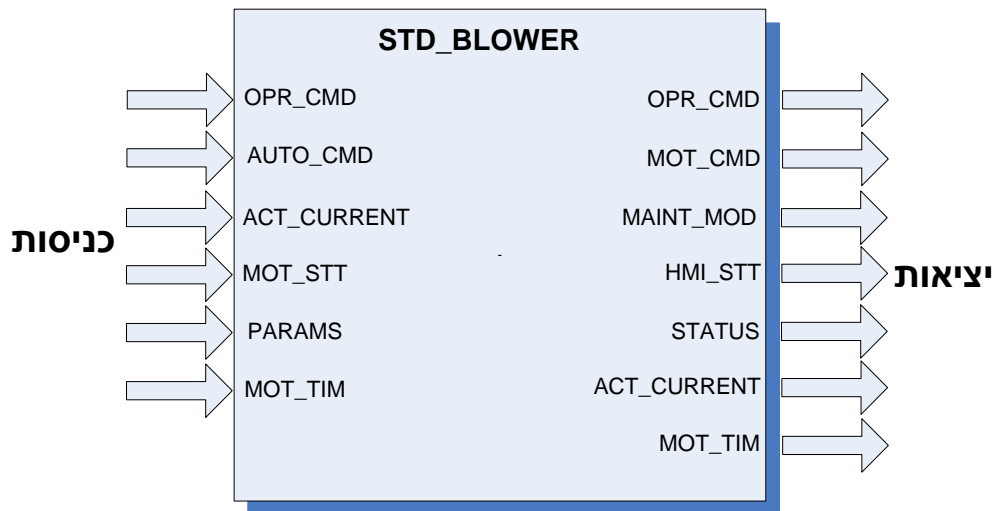 STD_BLOWER
OPR_CMD OPR_CMD
AUTO_CMD MOT_CMD
ACT_CURRENT MAINT_MOD
כניסות
MOT_STT HMI_STT
יציאות
PARAMS STATUS
MOT_TIM ACT_CURRENT
MOT_TIM